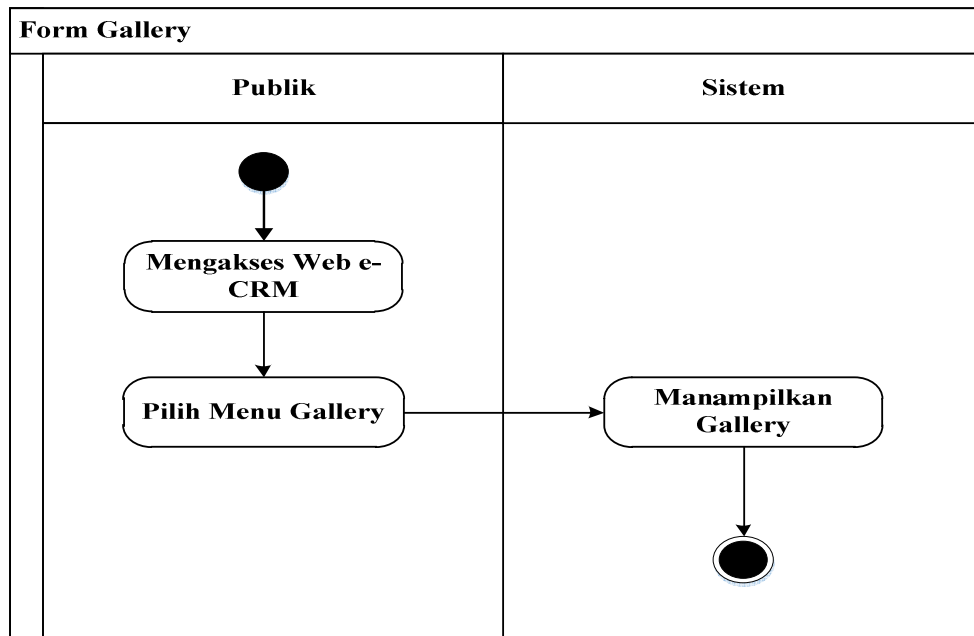 Form Gallery
Publik
Sistem
Mengakses Web e-
CRM
Pilih Menu Gallery
Manampilkan
Gallery